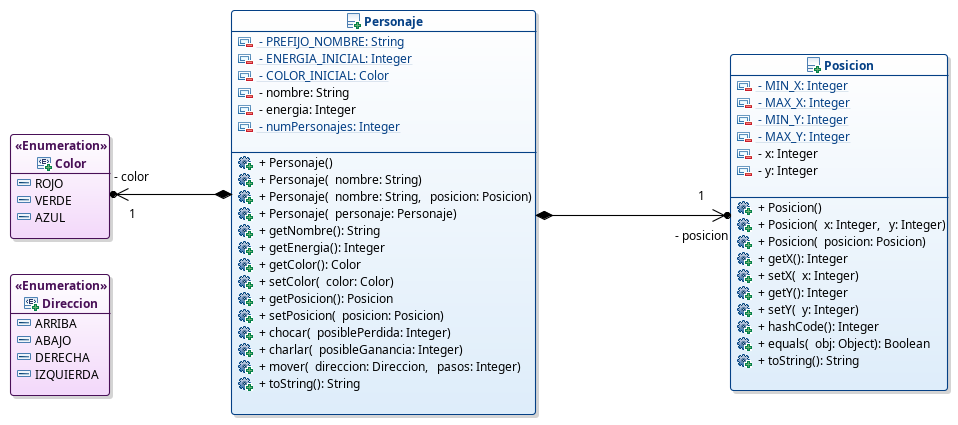 «Enumeration»
Color
ROJO
VERDE
AZUL
«Enumeration»
Direccion
ARRIBA
ABAJO
DERECHA
IZQUIERDA
- color
1
Personaje
- PREFIJO_NOMBRE: String
- ENERGIA_INICIAL: Integer
- COLOR_INICIAL: Color
- nombre: String
- energia: Integer
- numPersonajes: Integer
+ Personaje()
+ Personaje( nombre: String)
+ Personaje( nombre: String, posicion: Posicion)
+ Personaje( personaje: Personaje)
+ getNombre(): String
+ getEnergia(): Integer
+ getColor(): Color
+ setColor( color: Color)
+ getPosicion(): Posicion
+ setPosicion( posicion: Posicion)
+ chocar( posiblePerdida: Integer)
+ charlar( posibleGanancia: Integer)
+ mover( direccion: Direccion, pasos: Integer)
+ toString(): String
1
- posicion
Posicion
- MIN_X: Integer
- MAX_X: Integer
- MIN_Y: Integer
- MAX_Y: Integer
- x: Integer
- y: Integer
+ Posicion()
+ Posicion( x: Integer, y: Integer)
+ Posicion( posicion: Posicion)
+ getX(): Integer
+ setX( x: Integer)
+ getY(): Integer
+ setY( y: Integer)
+ hashCode(): Integer
+ equals( obj: Object): Boolean
+ toString(): String